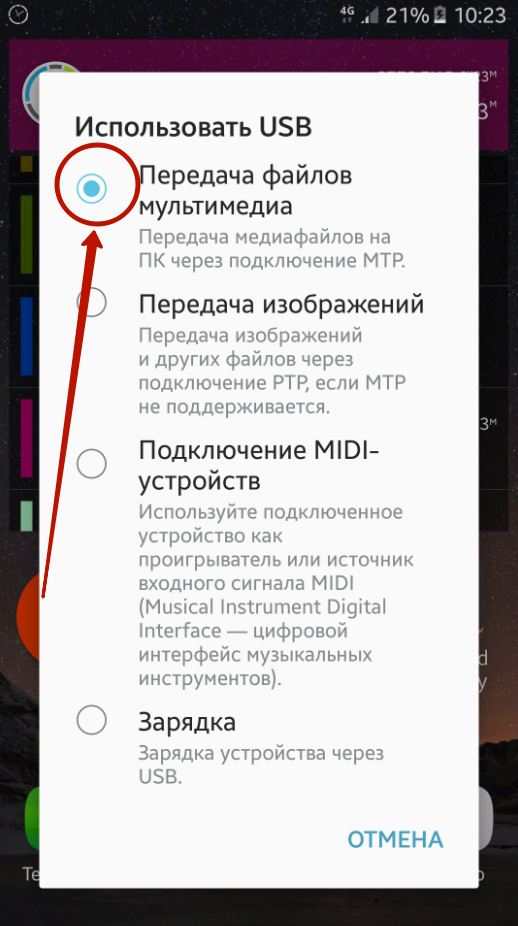 4G 21% 10:23
Использовать USB
Передача файлов
мультимедиа
Передача медиафайлов на
ПК через подключение MTP.
Передача изображений
Передача изображений
и других файлов через
подключение PTP, если MTP
не поддерживается.
3м
Подключение MIDI-
устройств
Используйте подключенное
устройство как
проигрыватель или источник
входного сигнала MIDI
(Musical Instrument Digital
Interface — цифровой
интерфейс музыкальных
инструментов).
Зарядка
Зарядка устройства через
USB.
ОТМЕНА